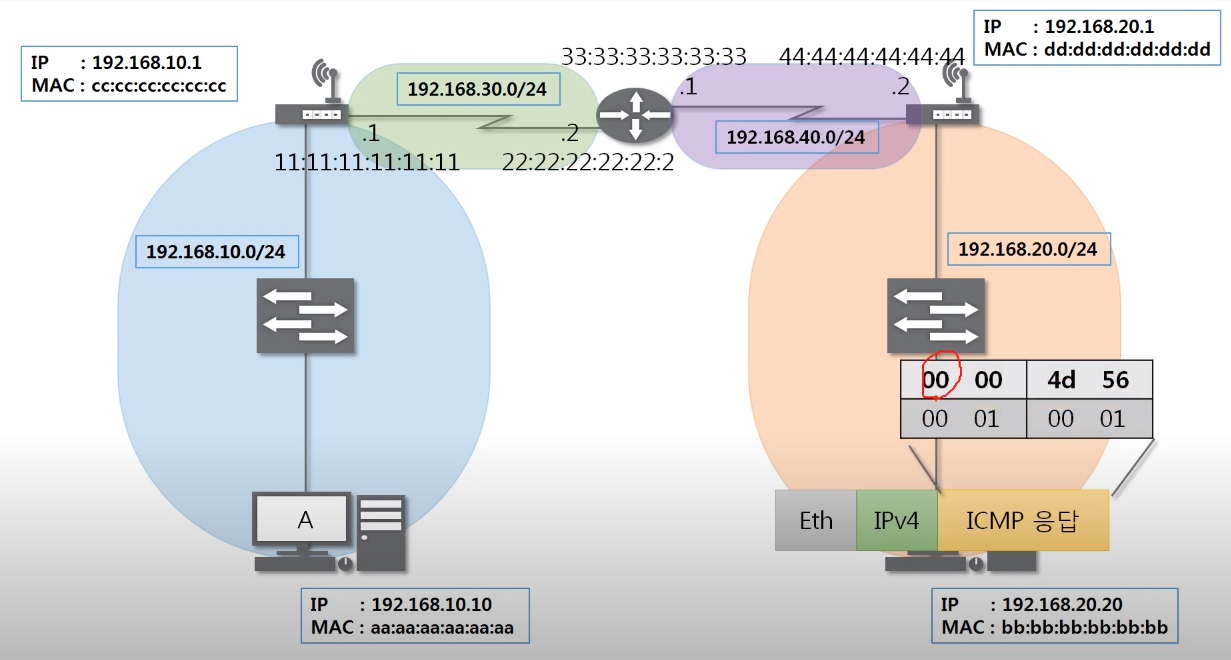 IP : 192.168.10.1
MAC : cc:cc:cc:cc:cc:cc
33:33:33:33:33:33
44:44:44:44:44:44
IP : 192.168.20.1
MAC : dd:dd:dd:dd:dd:dd
192.168.30.0/24
.1
.2
.1
.2
192.168.40.0/24
11:11:11:11:11:11
22:22:22:22:22:2
192.168.10.0/24
192.168.20.0/24
00 00 4d 56
00 01 00 01
A
Eth IPv4 ICMP 응답
IP : 192.168.10.10
MAC : aa:aa:aa:aa:aa:aa
IP : 192.168.20.20
MAC : bb:bb:bb:bb:bb:bb